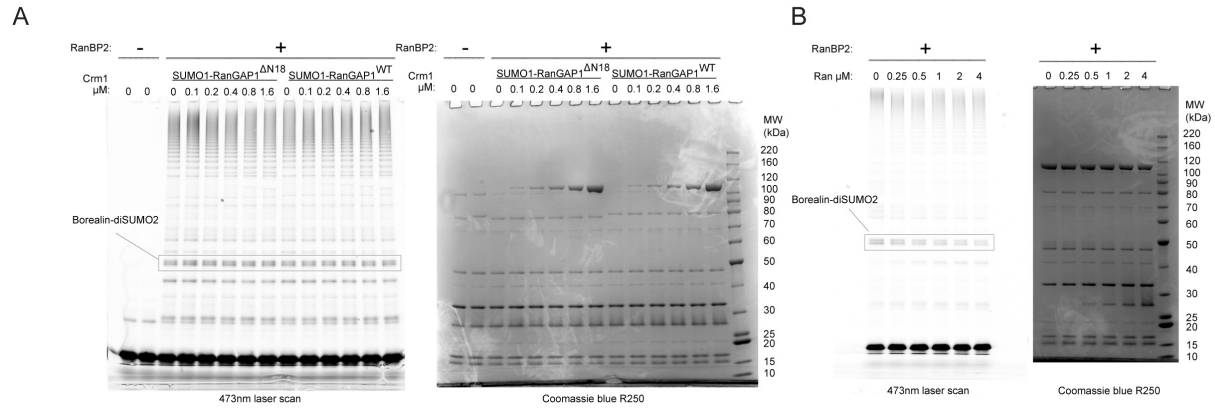 A
RanBP2: - + RanBP2: - +
Crm1 SUMO1-RanGAP1ΔN18 SUMO1-RanGAP1WT Crm1 SUMO1-RanGAP1ΔN18 SUMO1-RanGAP1WT
μM: 0 0 0 0.1 0.2 0.4 0.8 1.6 0 0.1 0.2 0.4 0.8 1.6 μM: 0 0 0 0.1 0.2 0.4 0.8 1.6 0 0.1 0.2 0.4 0.8 1.6
MW
(kDa)
220
160
120
100
90
80
70
60
50
40
30
25
20
15
10
Borealin-diSUMO2
473nm laser scan
Coomassie blue R250
B
RanBP2: + +
Ran μM: 0 0.25 0.5 1 2 4 0 0.25 0.5 1 2 4
MW
(kDa)
220
160
120
100
90
80
70
60
50
40
30
25
20
15
10
Borealin-diSUMO2
473nm laser scan
Coomassie blue R250